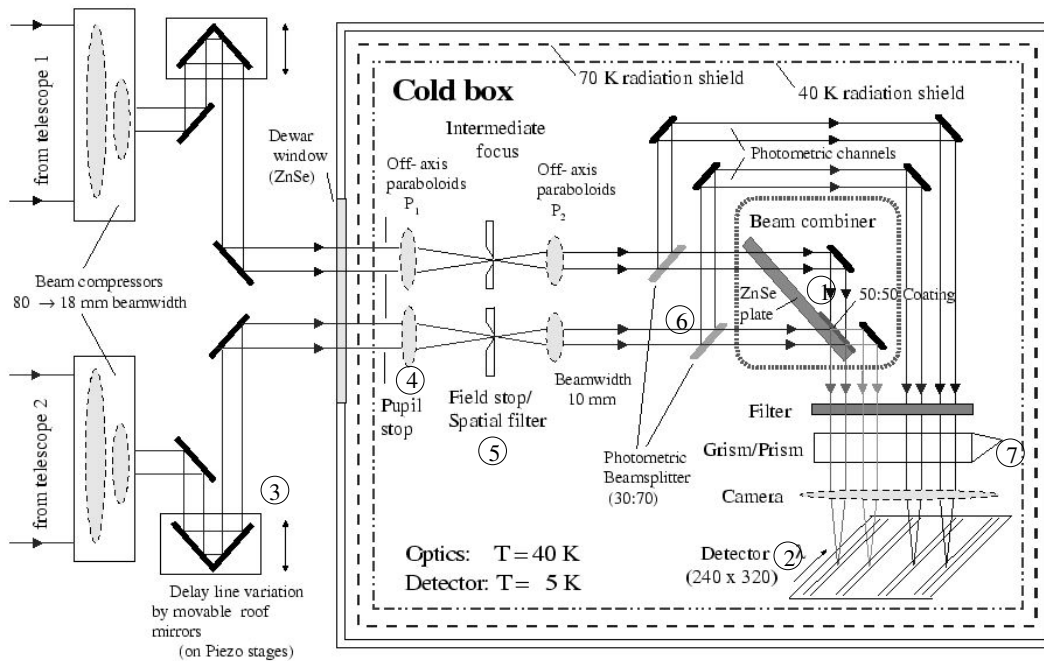 from telescope 1
Beam compressors
80 → 18 mm beamwidth
from telescope 2
3
Delay line variation
by movable roof
mirrors
(on Piezo stages)
Dewar
window
(ZnSe)
70 K radiation shield
40 K radiation shield
Cold box
Intermediate
focus
Off-axis
paraboloids
P1
Off-axis
paraboloids
P2
Photometric channels
Beam combiner
ZnSe
plate
1
50:50 Coating
6
4
Pupil
stop
Field stop/
Spatial filter
5
Beamwidth
10 mm
Photometric
Beamsplitter
(30:70)
Filter
Grism/Prism
7
Camera
Detector
2
λ
(240 x 320)
Optics: T = 40 K
Detector: T = 5 K